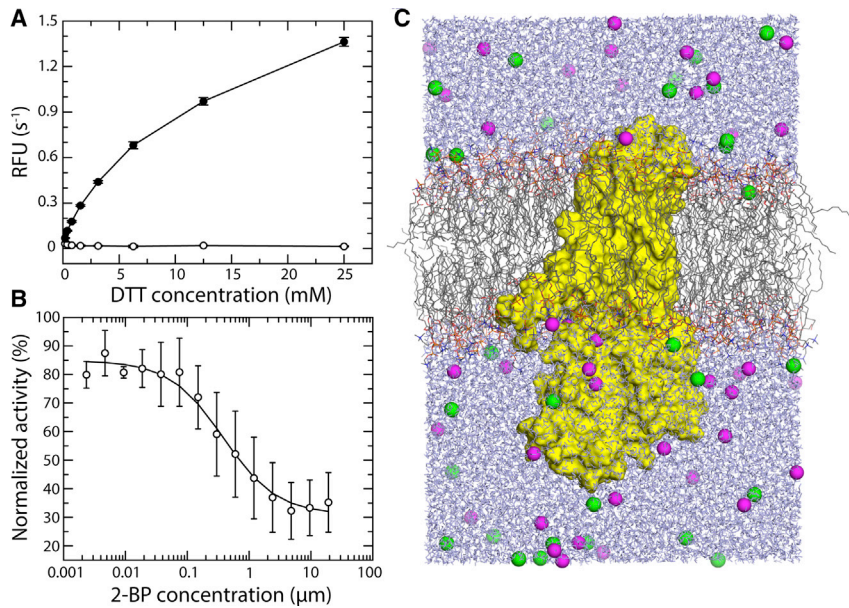 A
1.5
1.2
0.9
0.6
0.3
0
RFU (s⁻¹)
0 5 10 15 20 25
DTT concentration (mM)
B
100
90
80
70
60
50
40
30
20
Normalized activity (%)
0.001 0.01 0.1 1 10 100
2-BP concentration (μm)
C